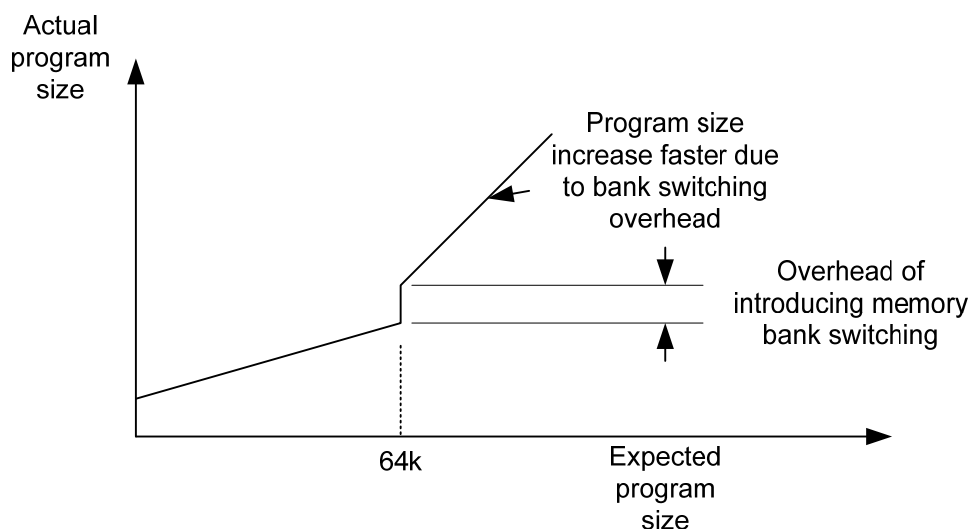 Actual
program
size
Program size
increase faster due
to bank switching
overhead
Overhead of
introducing memory
bank switching
64k
Expected
program
size